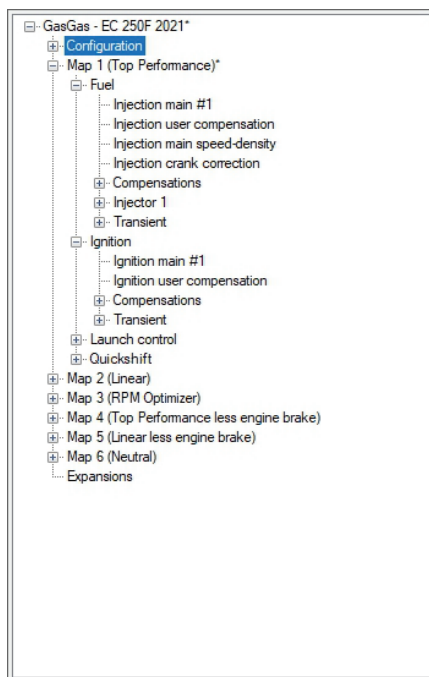 GasGas - EC 250F 2021*
Configuration
Map 1 (Top Performance)*
Fuel
Injection main #1
Injection user compensation
Injection main speed-density
Injection crank correction
Compensations
Injector 1
Transient
Ignition
Ignition main #1
Ignition user compensation
Compensations
Transient
Launch control
Quickshift
Map 2 (Linear)
Map 3 (RPM Optimizer)
Map 4 (Top Performance less engine brake)
Map 5 (Linear less engine brake)
Map 6 (Neutral)
Expansions